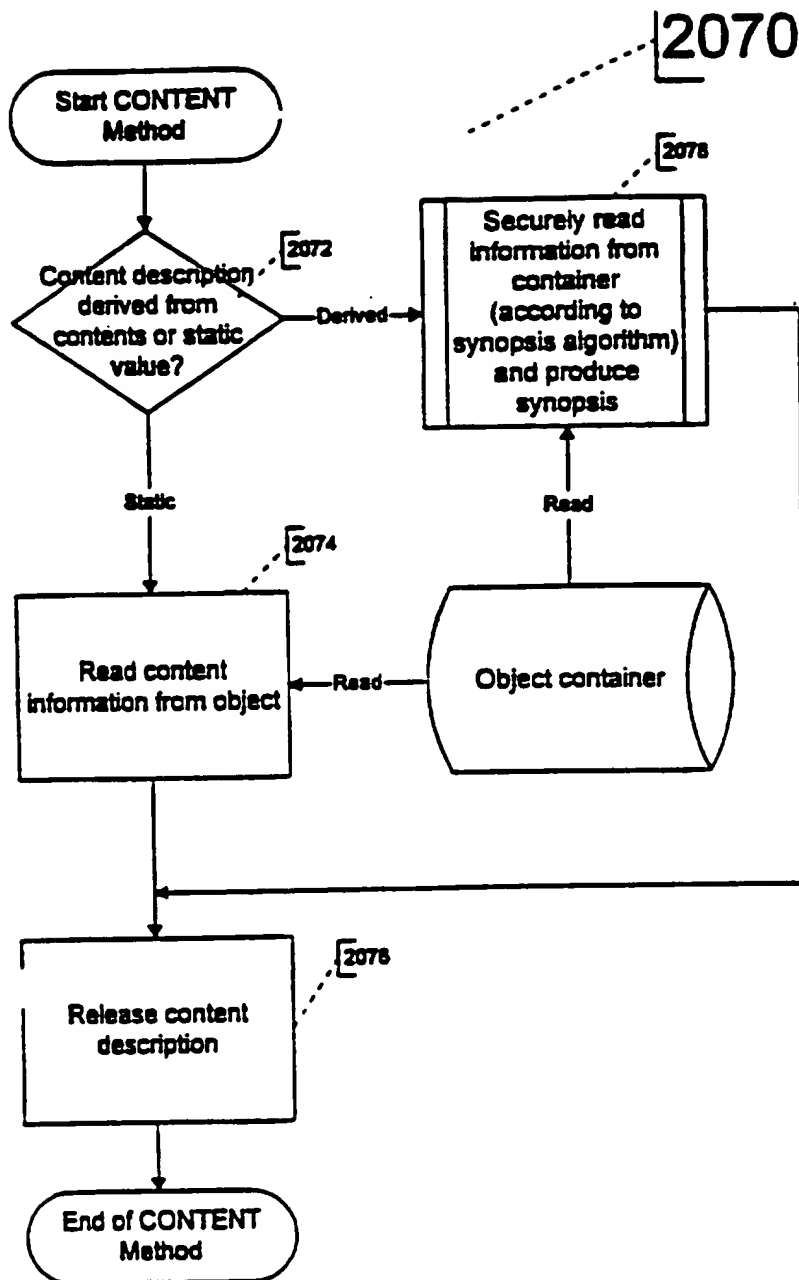 2070
Start CONTENT
Method
2078
2072
Content description
derived from
contents or static
value?
Derived
Securely read
information from
container
(according to
synopsis algorithm)
and produce
synopsis
Static
Read
2074
Read content
information from object
Read
Object container
2076
Release content
description
End of CONTENT
Method